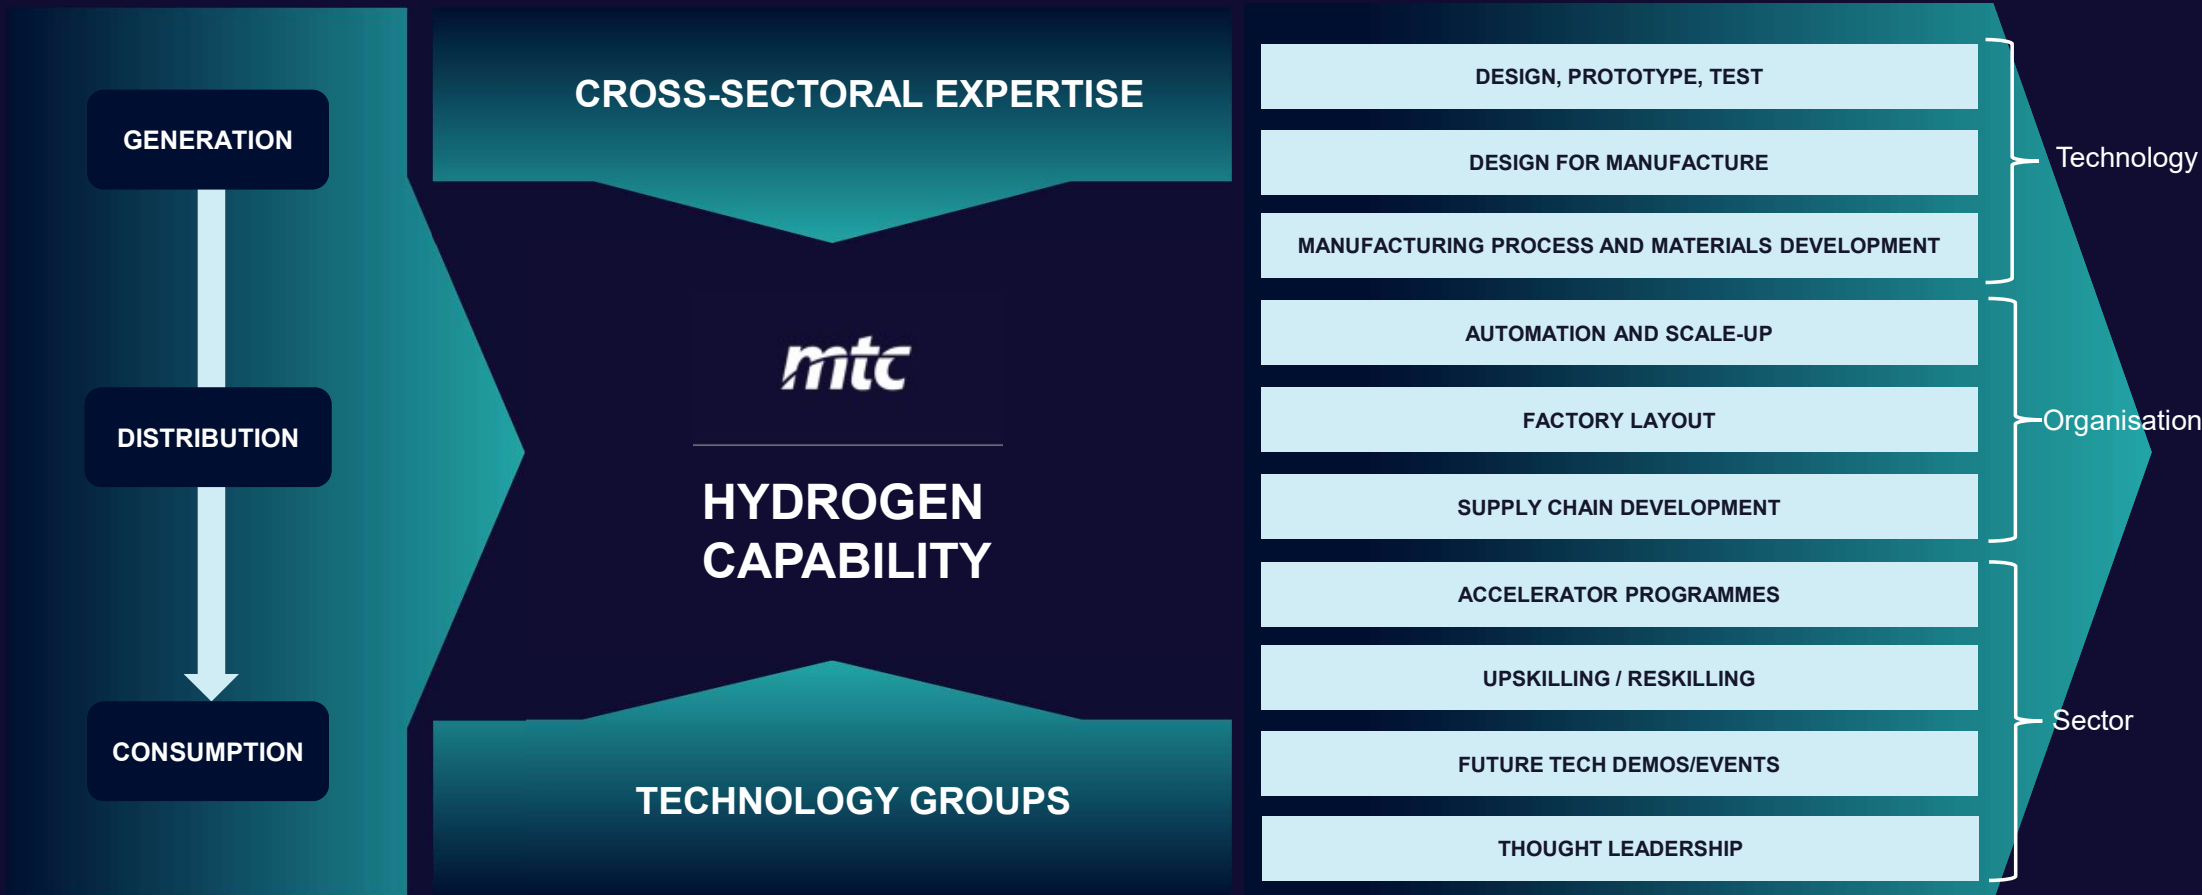 GENERATION
DISTRIBUTION
CONSUMPTION
CROSS-SECTORAL EXPERTISE
mtc
HYDROGEN
CAPABILITY
TECHNOLOGY GROUPS
DESIGN, PROTOTYPE, TEST
DESIGN FOR MANUFACTURE
MANUFACTURING PROCESS AND MATERIALS DEVELOPMENT
Technology
AUTOMATION AND SCALE-UP
FACTORY LAYOUT
SUPPLY CHAIN DEVELOPMENT
Organisation
ACCELERATOR PROGRAMMES
UPSKILLING / RESKILLING
FUTURE TECH DEMOS/EVENTS
THOUGHT LEADERSHIP
Sector